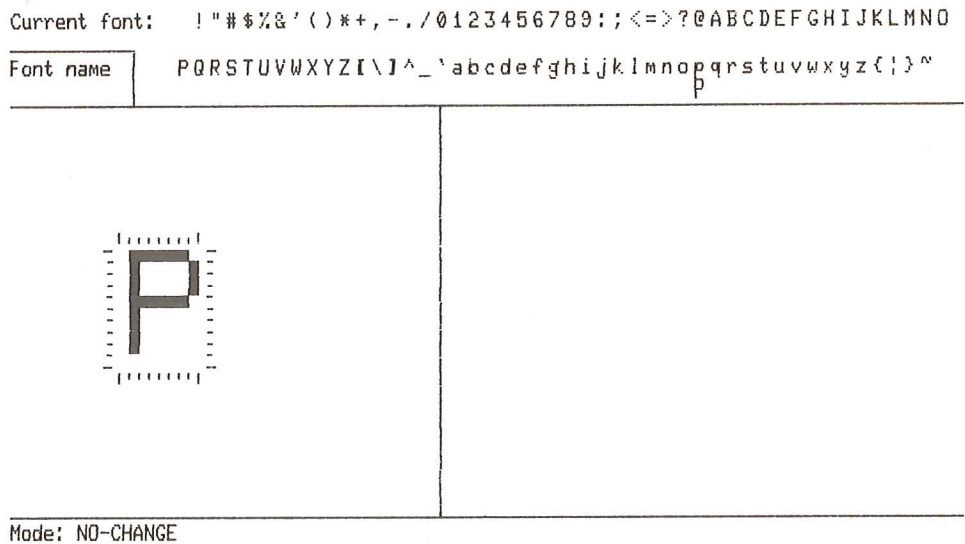 Current font: !"#$%&'()*+,-./0123456789:;<=>?@ABCDEFGHIJKLMNO
Font name PQRSTUVWXYZ[\]^_`abcdefghijklmnopqrstuvwxyz{¦}~
p
P
Mode: NO-CHANGE